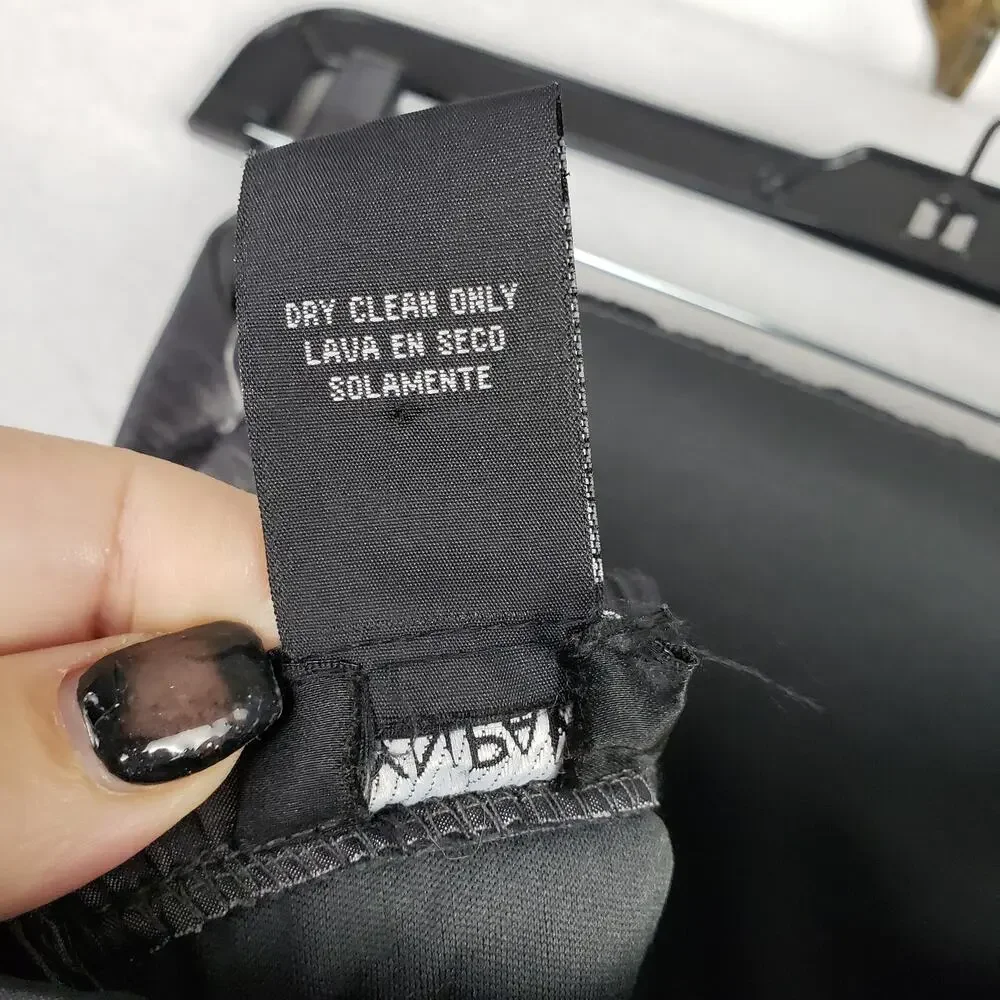 DRY CLEAN ONLY
LAVA EN SECO
SOLAMENTE